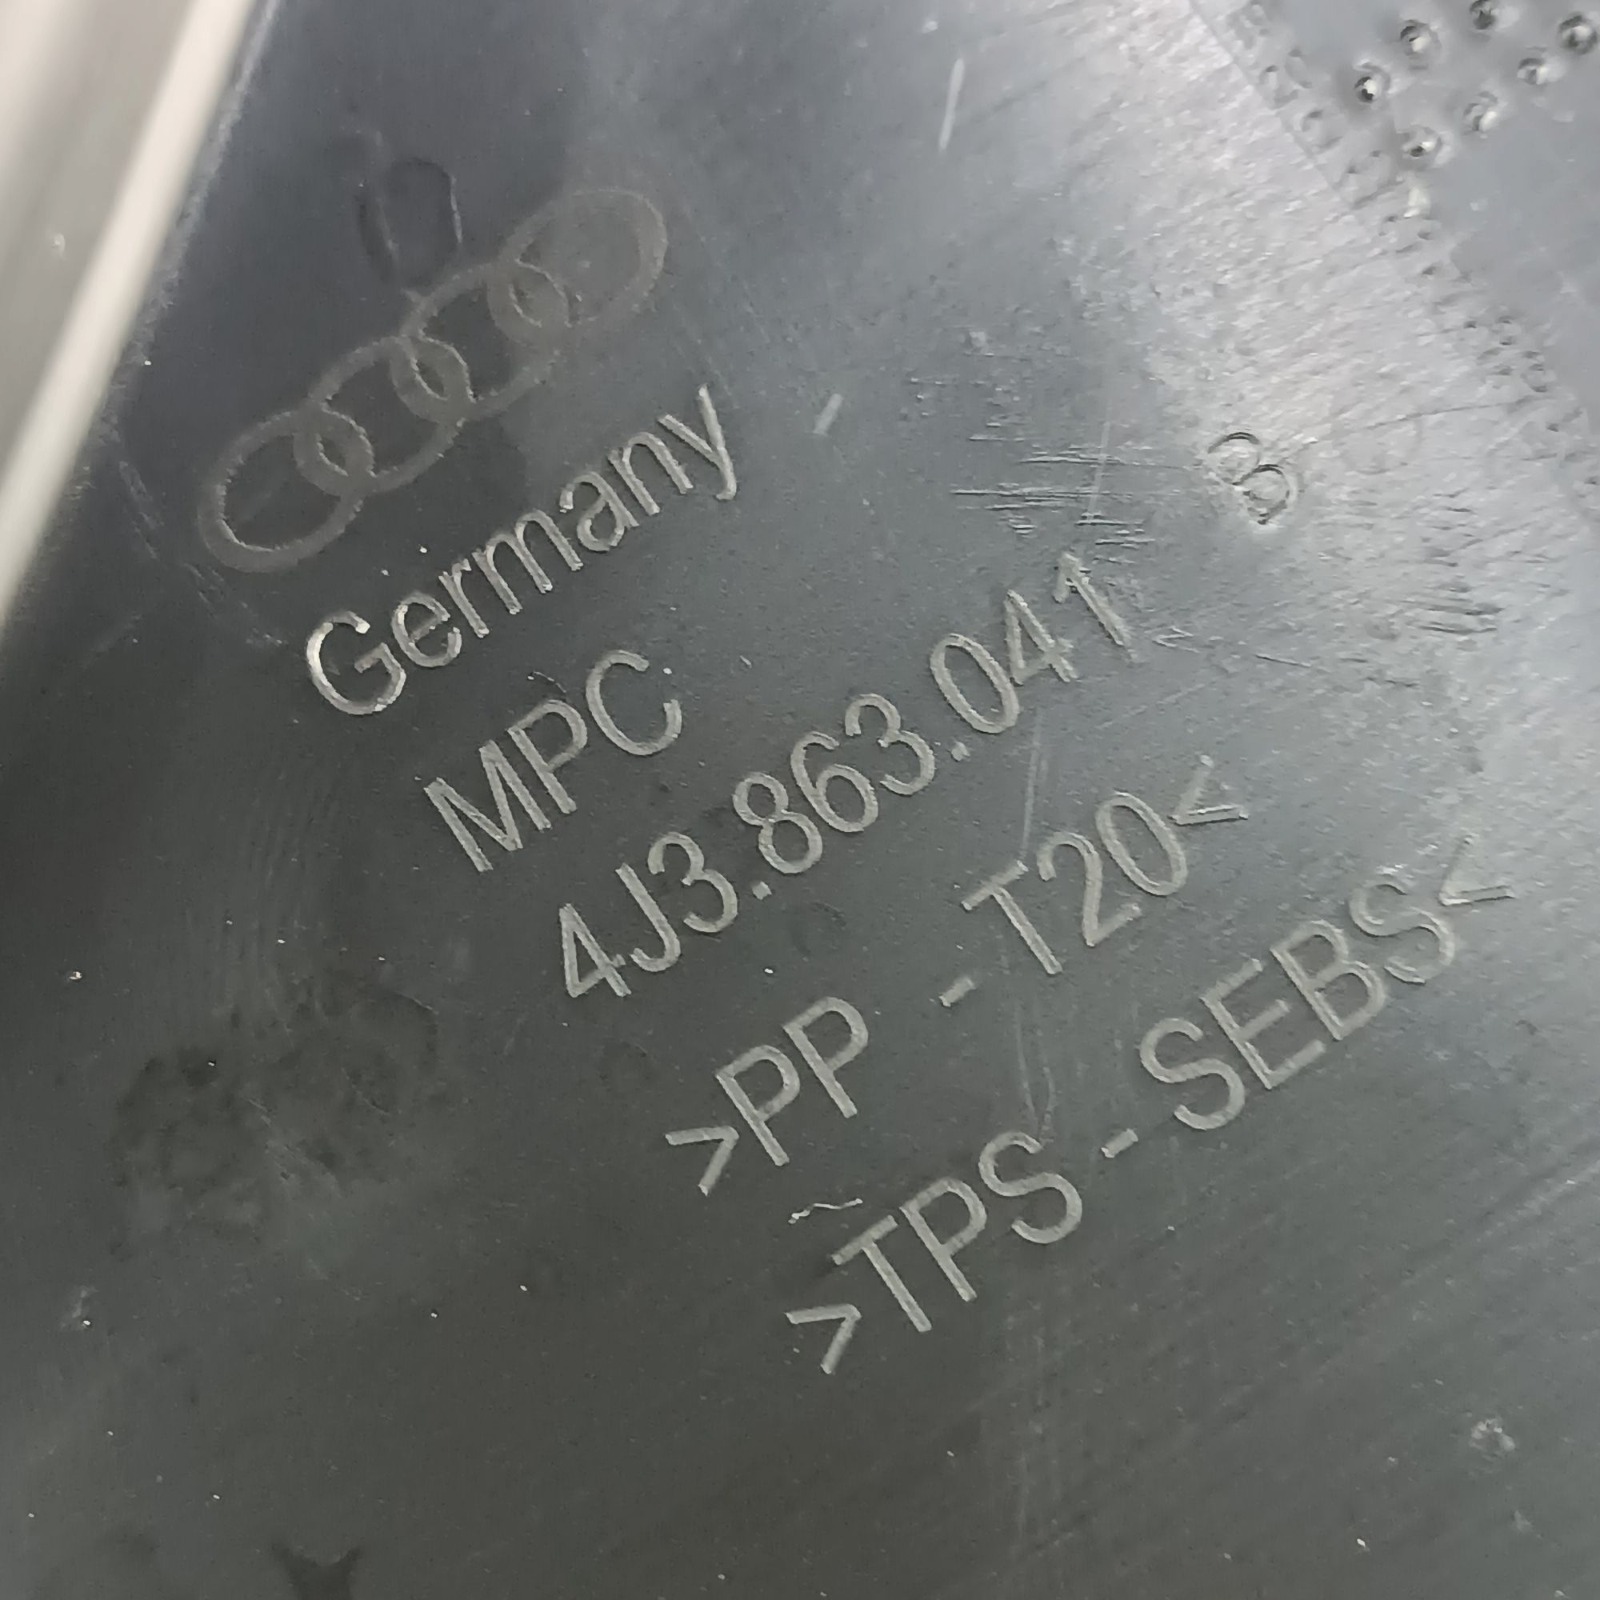 Germany
MPC
4J3.863.041
B
>PP - T20<
>TPS - SEBS<